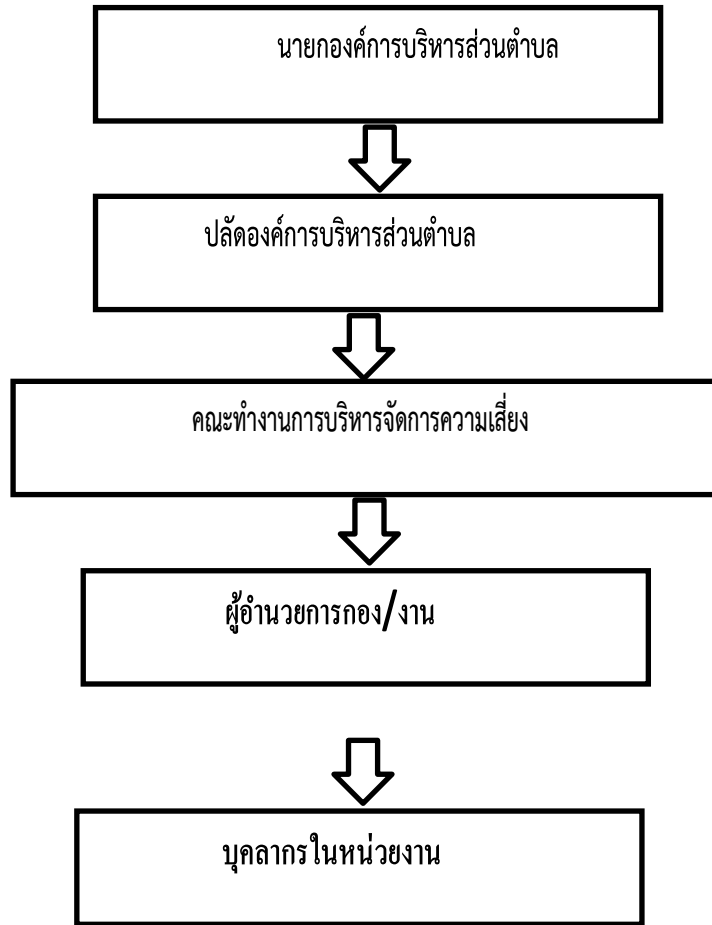 นายกองค์การบริหารส่วนตำบล
ปลัดองค์การบริหารส่วนตำบล
คณะทำงานการบริหารจัดการความเสี่ยง
ผู้อำนวยการกอง/งาน
บุคลากรในหน่วยงาน